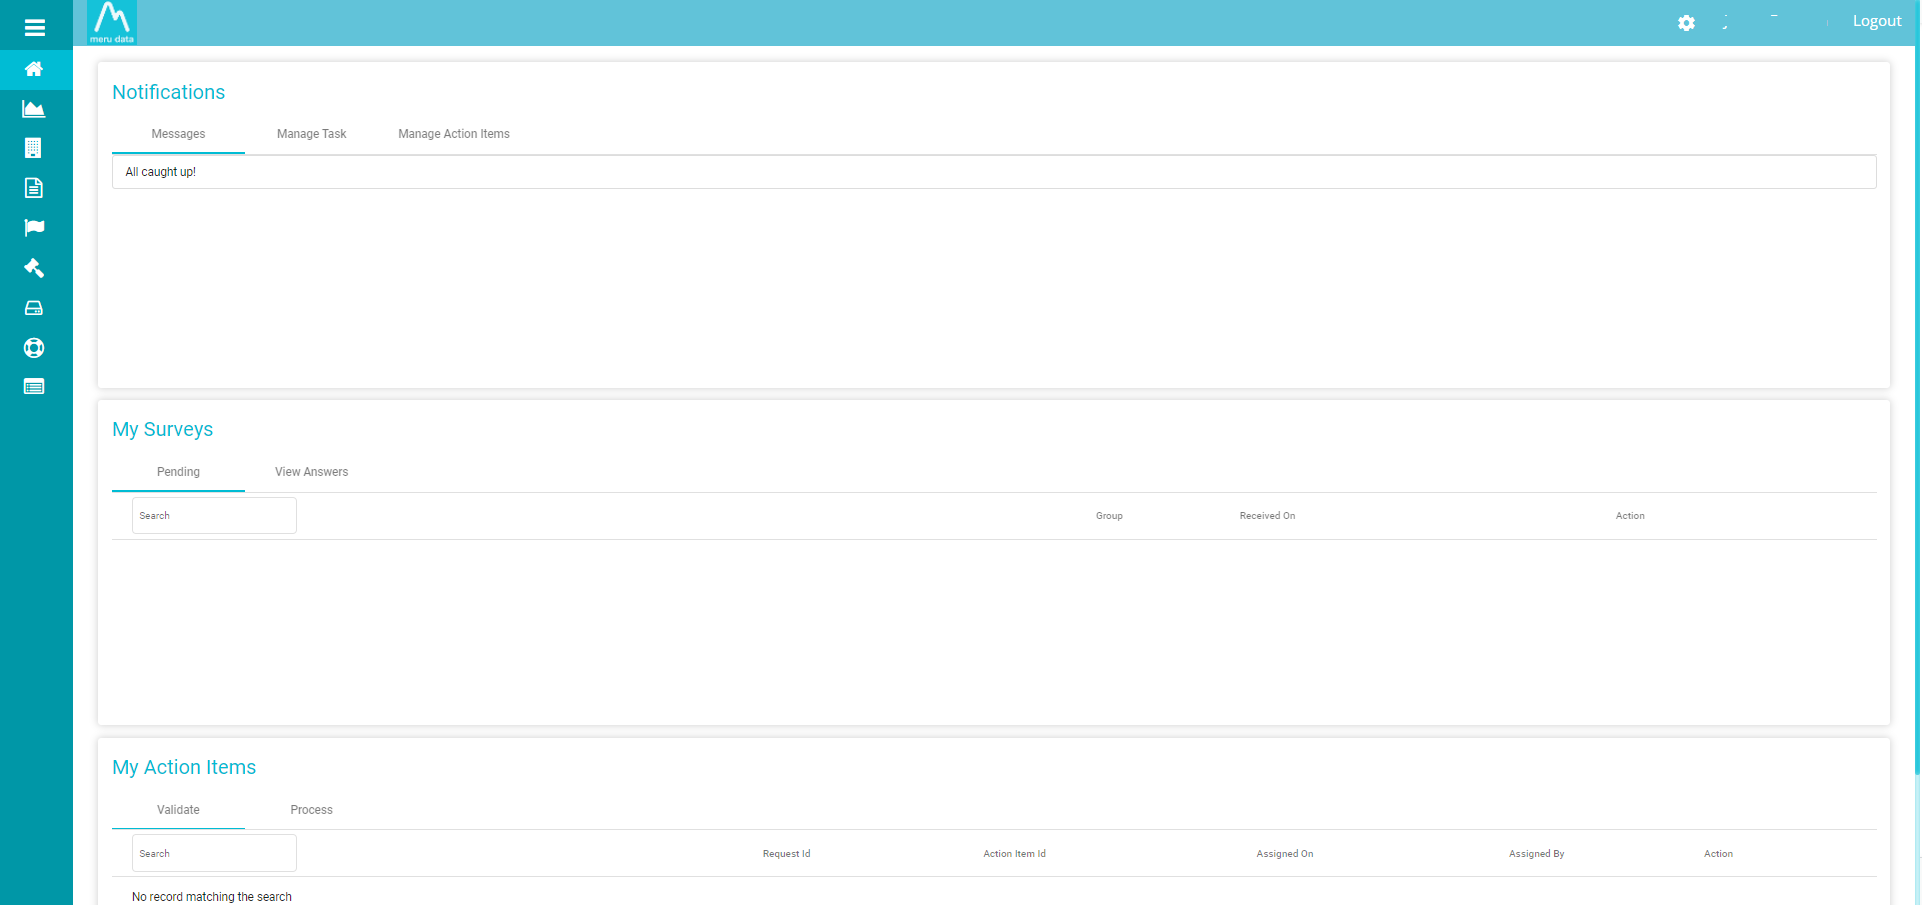 meru data
Logout
Notifications
Messages Manage Task Manage Action Items
All caught up!
My Surveys
Pending View Answers
Search Group Received On Action
My Action Items
Validate Process
Search Request Id Action Item Id Assigned On Assigned By Action
No record matching the search